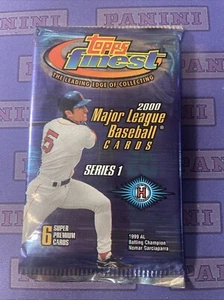 PANINI
topps
finest
THE LEADING EDGE OF COLLECTING
2000
Major League
Baseball
CARDS
SERIES 1
5
H
6 SUPER
PREMIUM
CARDS
1999 AL
Batting Champion
Nomar Garciaparra